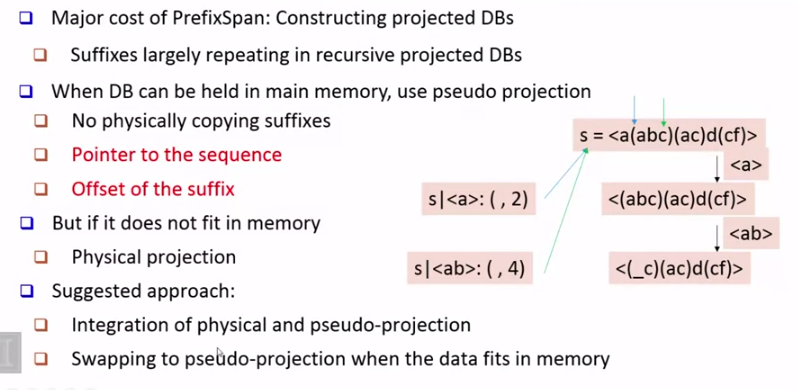 Major cost of PrefixSpan: Constructing projected DBs
Suffixes largely repeating in recursive projected DBs
When DB can be held in main memory, use pseudo projection
No physically copying suffixes
Pointer to the sequence
Offset of the suffix
But if it does not fit in memory
Physical projection
Suggested approach:
Integration of physical and pseudo-projection
Swapping to pseudo-projection when the data fits in memory
s = <a(abc)(ac)d(cf)>
<a>
s|<a>: ( , 2)
<(abc)(ac)d(cf)>
<ab>
s|<ab>: ( , 4)
<(_c)(ac)d(cf)>